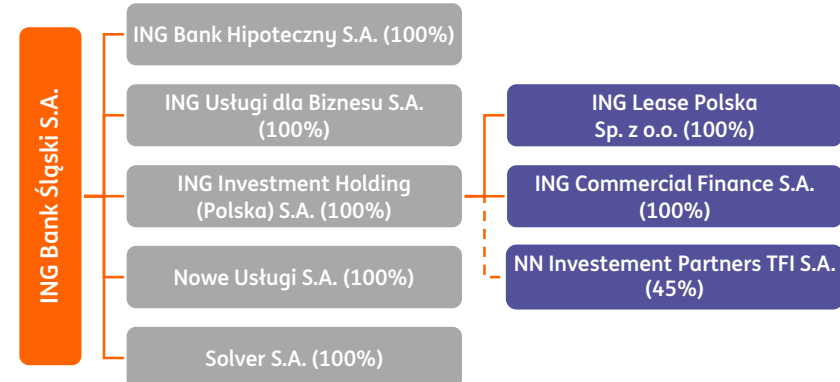 ING Bank Śląski S.A.
ING Bank Hipoteczny S.A. (100%)
ING Usługi dla Biznesu S.A.
(100%)
ING Investment Holding
(Polska) S.A. (100%)
Nowe Usługi S.A. (100%)
Solver S.A. (100%)
ING Lease Polska
Sp. z o.o. (100%)
ING Commercial Finance S.A.
(100%)
NN Investement Partners TFI S.A.
(45%)